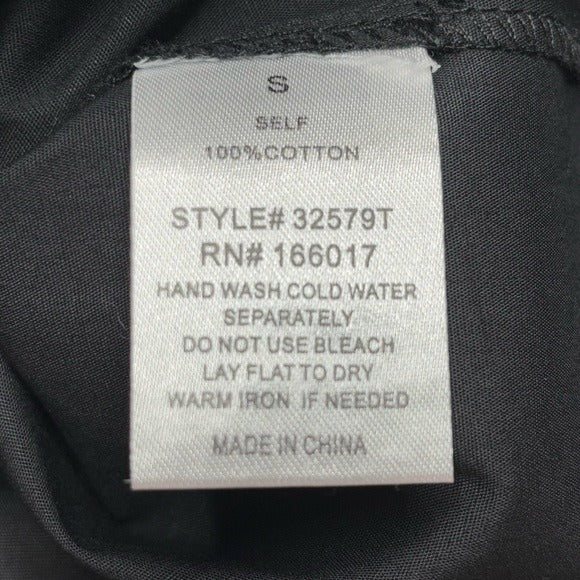 S
SELF
100%COTTON
STYLE# 32579T
RN# 166017
HAND WASH COLD WATER
SEPARATELY
DO NOT USE BLEACH
LAY FLAT TO DRY
WARM IRON IF NEEDED
MADE IN CHINA